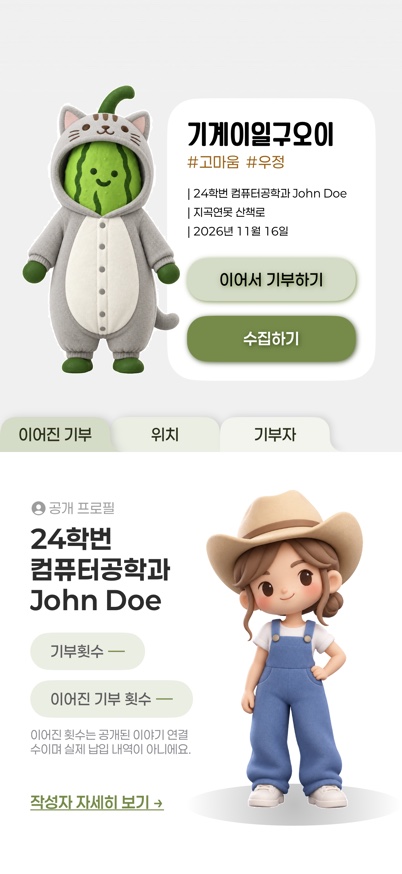 기계이일구오이
#고마움 #우정
| 24학번 컴퓨터공학과 John Doe
| 지곡연못 산책로
| 2026년 11월 16일
이어서 기부하기
수집하기
이어진 기부
위치
기부자
공개 프로필
24학번
컴퓨터공학과
John Doe
기부횟수 —
이어진 기부 횟수 —
이어진 횟수는 공개된 이야기 연결
수이며 실제 납입 내역이 아니에요.
작성자 자세히 보기 →